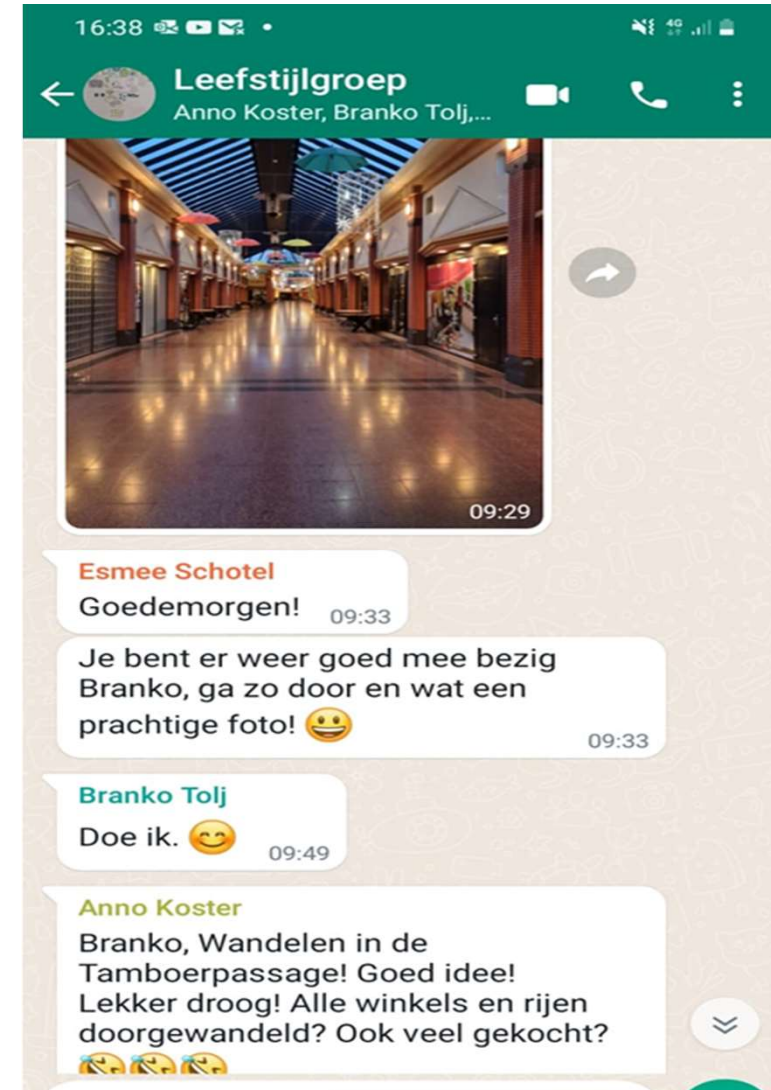 16:38
4G
Leefstijlgroep
Anno Koster, Branko Tolj,...
09:29
Esmee Schotel
Goedemorgen! 09:33
Je bent er weer goed mee bezig
Branko, ga zo door en wat een
prachtige foto! 😀
09:33
Branko Tolj
Doe ik. 😊 09:49
Anno Koster
Branko, Wandelen in de
Tamboerpassage! Goed idee!
Lekker droog! Alle winkels en rijen
doorgewandeld? Ook veel gekocht?
🤣🤣🤣